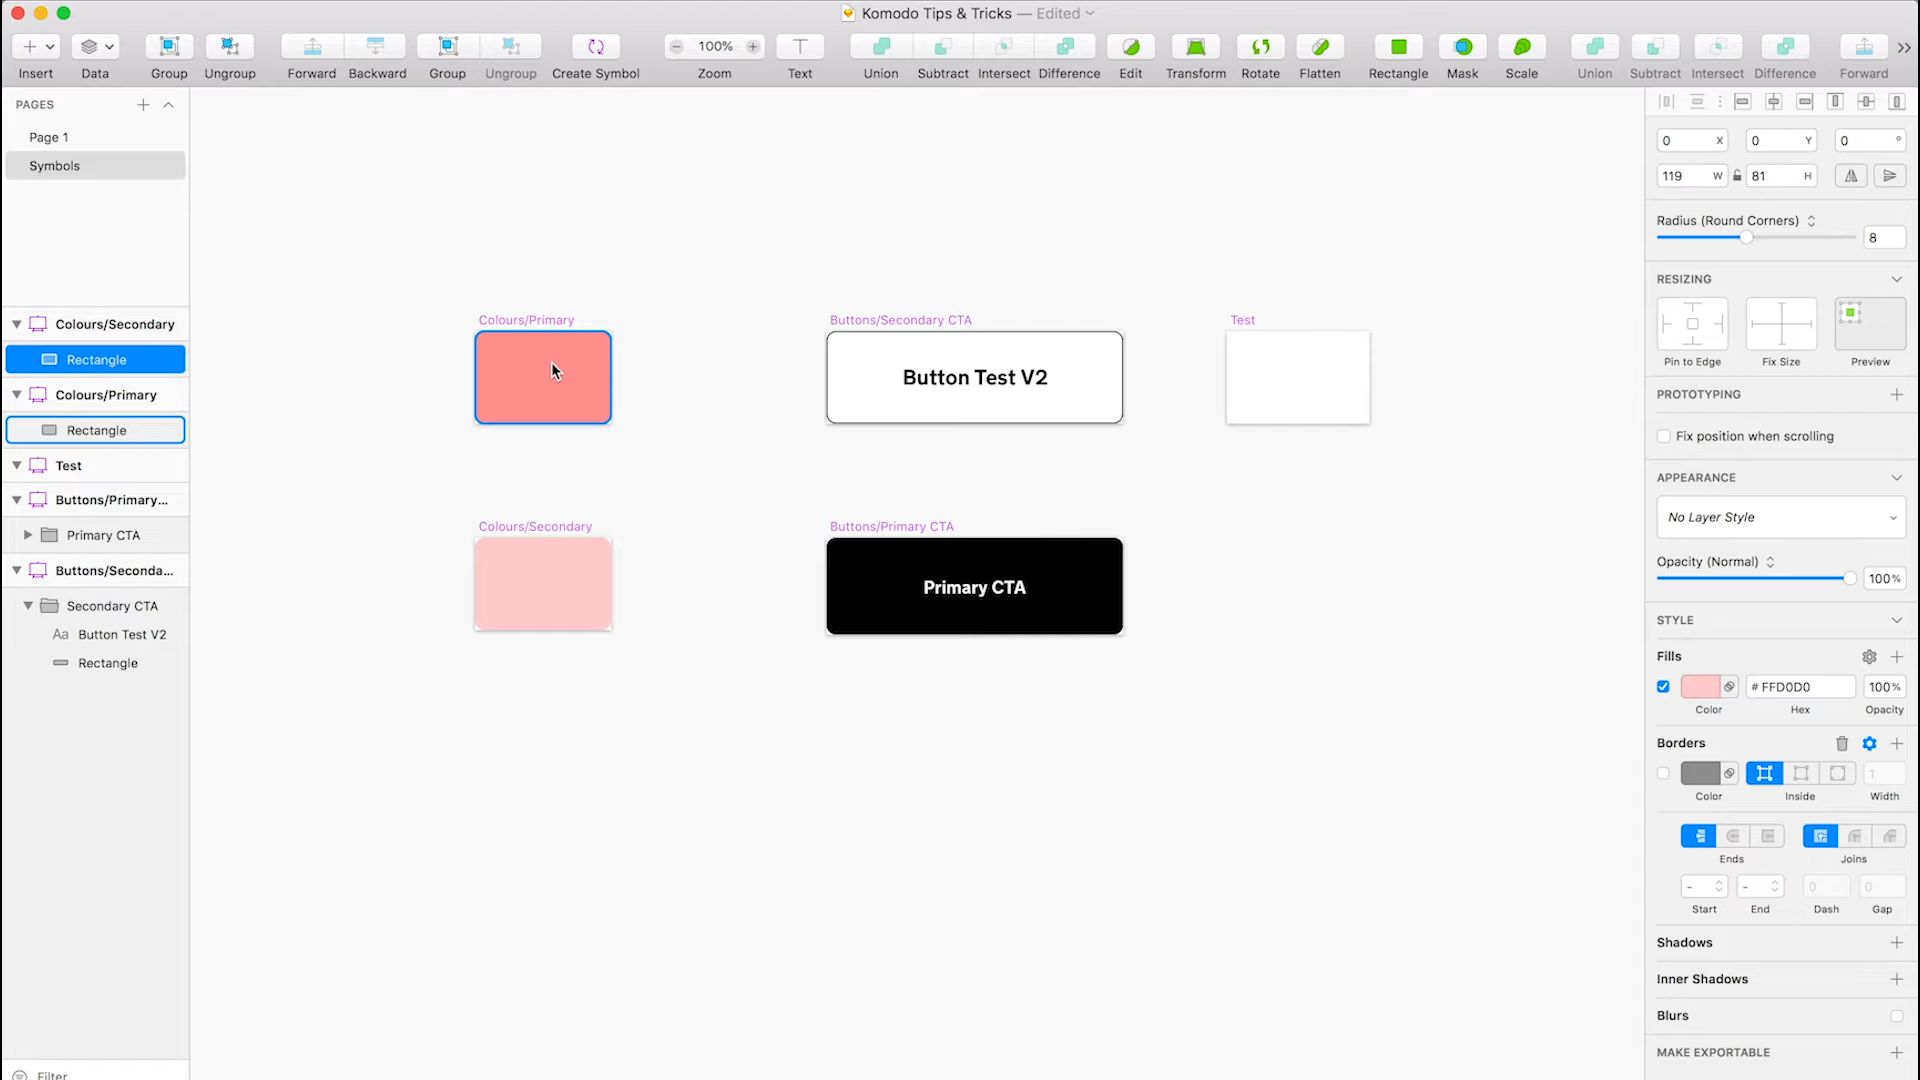 Komodo Tips & Tricks — Edited
Insert
Data
Group
Ungroup
Forward
Backward
Group
Ungroup
Create Symbol
100%
Zoom
Text
Union
Subtract
Intersect
Difference
Edit
Transform
Rotate
Flatten
Rectangle
Mask
Scale
Union
Subtract
Intersect
Difference
Forward
PAGES
Page 1
Symbols
Colours/Secondary
Rectangle
Colours/Primary
Rectangle
Test
Buttons/Primary...
Primary CTA
Buttons/Seconda...
Secondary CTA
Aa Button Test V2
Rectangle
Filter
Colours/Primary
Buttons/Secondary CTA
Button Test V2
Test
Colours/Secondary
Buttons/Primary CTA
Primary CTA
0 X
0 Y
0 °
119 W
81 H
Radius (Round Corners)
8
RESIZING
Pin to Edge
Fix Size
Preview
PROTOTYPING
Fix position when scrolling
APPEARANCE
No Layer Style
Opacity (Normal)
100%
STYLE
Fills
# FFD0D0
100%
Color
Hex
Opacity
Borders
1
Color
Inside
Width
Ends
Joins
-
-
0
0
Start
End
Dash
Gap
Shadows
Inner Shadows
Blurs
MAKE EXPORTABLE